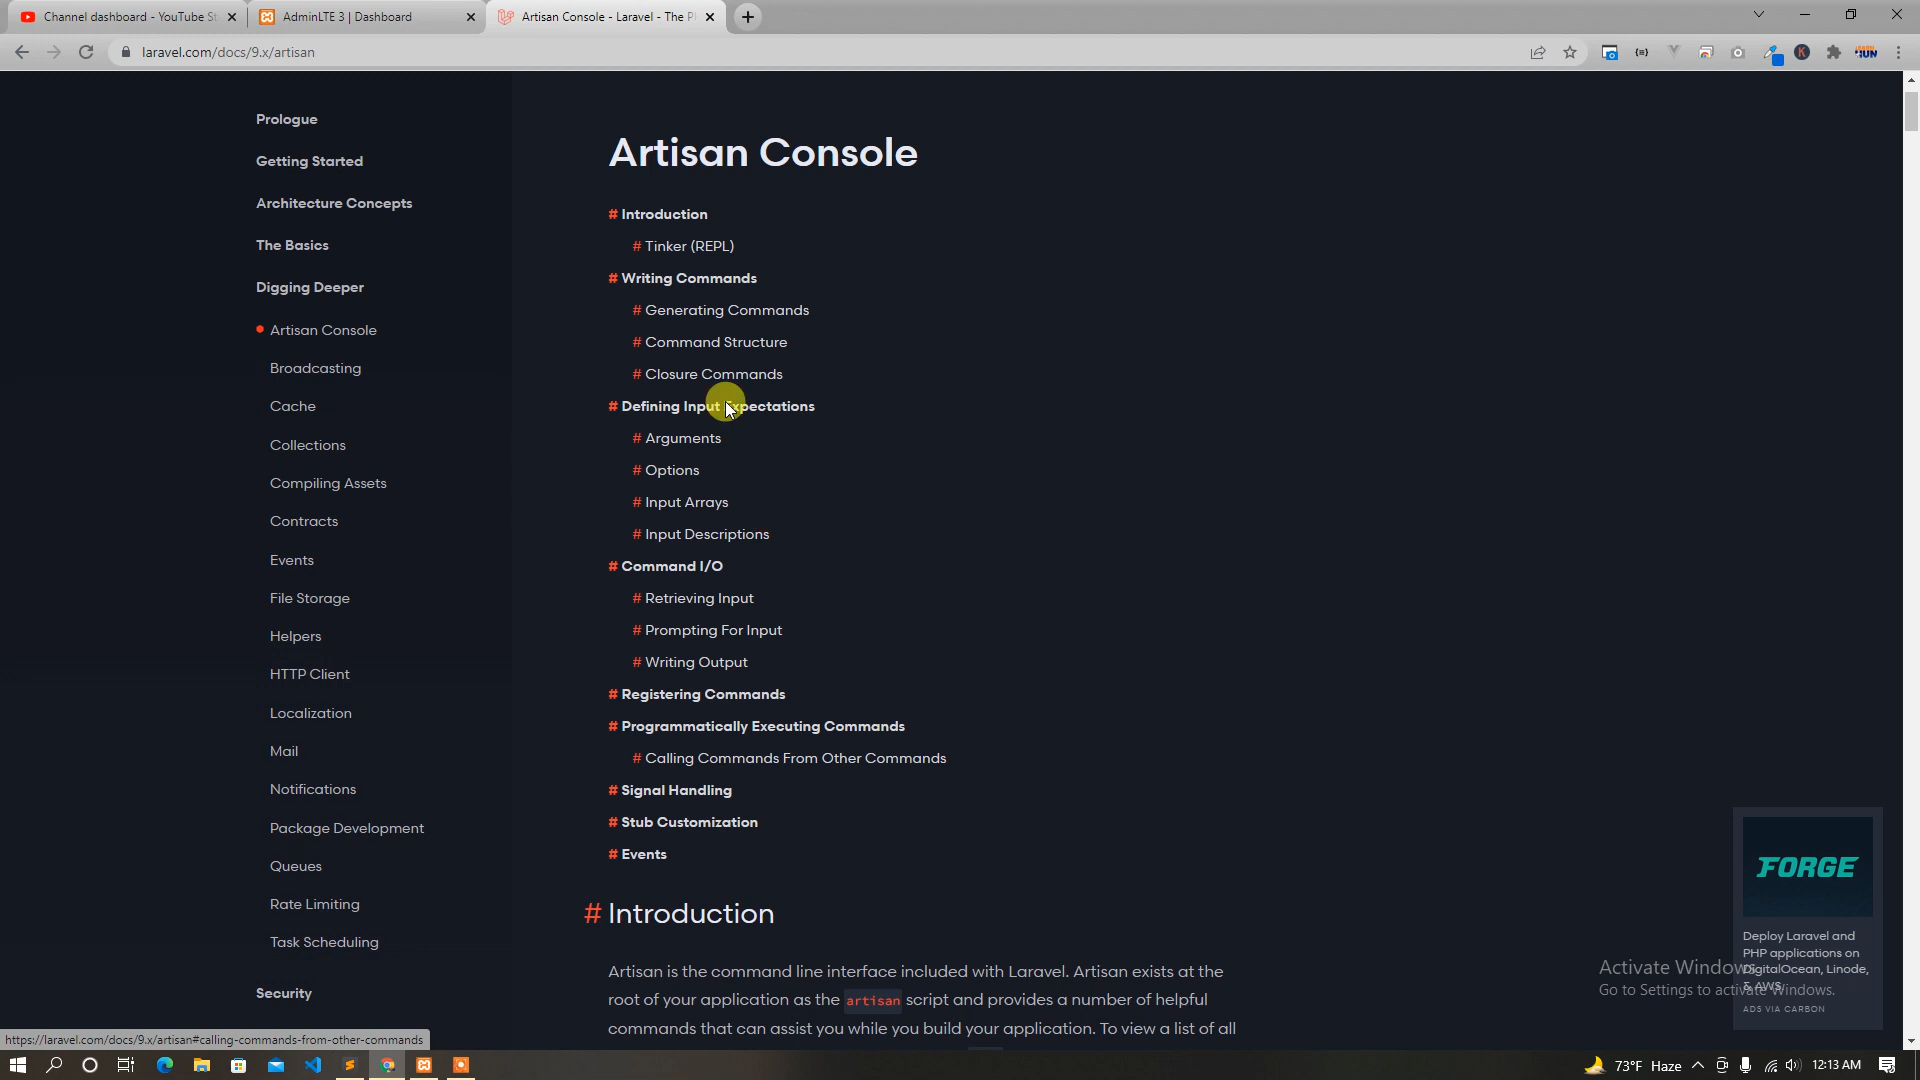 Channel dashboard - YouTube St
AdminLTE 3 | Dashboard
Artisan Console - Laravel - The P
laravel.com/docs/9.x/artisan
Prologue
Getting Started
Architecture Concepts
The Basics
Digging Deeper
Artisan Console
Broadcasting
Cache
Collections
Compiling Assets
Contracts
Events
File Storage
Helpers
HTTP Client
Localization
Mail
Notifications
Package Development
Queues
Rate Limiting
Task Scheduling
Security
Artisan Console
# Introduction
# Tinker (REPL)
# Writing Commands
# Generating Commands
# Command Structure
# Closure Commands
# Defining Input Expectations
# Arguments
# Options
# Input Arrays
# Input Descriptions
# Command I/O
# Retrieving Input
# Prompting For Input
# Writing Output
# Registering Commands
# Programmatically Executing Commands
# Calling Commands From Other Commands
# Signal Handling
# Stub Customization
# Events
# Introduction
Artisan is the command line interface included with Laravel. Artisan exists at the
root of your application as the artisan script and provides a number of helpful
commands that can assist you while you build your application. To view a list of all
FORGE
Deploy Laravel and
PHP applications on
DigitalOcean, Linode,
& AWS.
ADS VIA CARBON
Activate Windows
Go to Settings to activate Windows.
https://laravel.com/docs/9.x/artisan#calling-commands-from-other-commands
73°F Haze
12:13 AM